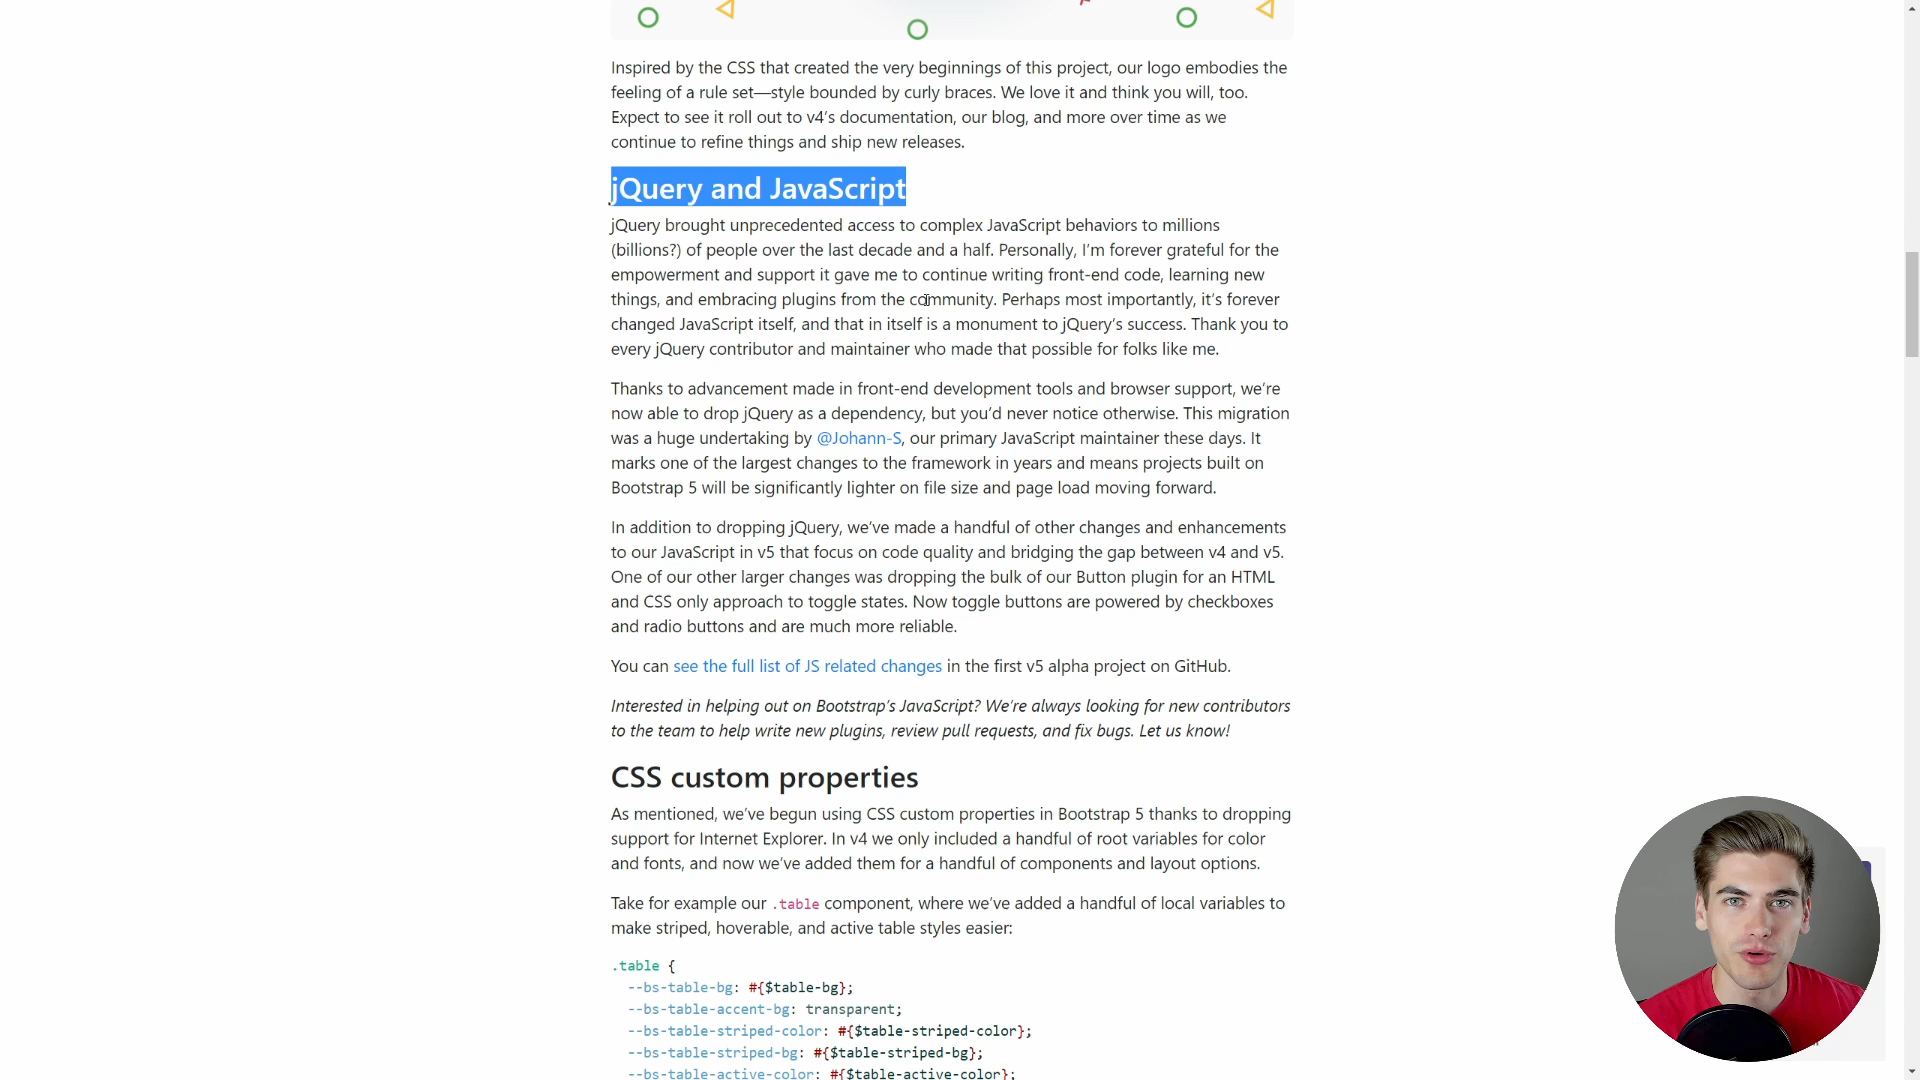 Inspired by the CSS that created the very beginnings of this project, our logo embodies the
feeling of a rule set—style bounded by curly braces. We love it and think you will, too.
Expect to see it roll out to v4’s documentation, our blog, and more over time as we
continue to refine things and ship new releases.
jQuery and JavaScript
jQuery brought unprecedented access to complex JavaScript behaviors to millions
(billions?) of people over the last decade and a half. Personally, I’m forever grateful for the
empowerment and support it gave me to continue writing front-end code, learning new
things, and embracing plugins from the community. Perhaps most importantly, it’s forever
changed JavaScript itself, and that in itself is a monument to jQuery’s success. Thank you to
every jQuery contributor and maintainer who made that possible for folks like me.
Thanks to advancement made in front-end development tools and browser support, we’re
now able to drop jQuery as a dependency, but you’d never notice otherwise. This migration
was a huge undertaking by @Johann-S, our primary JavaScript maintainer these days. It
marks one of the largest changes to the framework in years and means projects built on
Bootstrap 5 will be significantly lighter on file size and page load moving forward.
In addition to dropping jQuery, we’ve made a handful of other changes and enhancements
to our JavaScript in v5 that focus on code quality and bridging the gap between v4 and v5.
One of our other larger changes was dropping the bulk of our Button plugin for an HTML
and CSS only approach to toggle states. Now toggle buttons are powered by checkboxes
and radio buttons and are much more reliable.
You can see the full list of JS related changes in the first v5 alpha project on GitHub.
Interested in helping out on Bootstrap’s JavaScript? We’re always looking for new contributors
to the team to help write new plugins, review pull requests, and fix bugs. Let us know!
CSS custom properties
As mentioned, we’ve begun using CSS custom properties in Bootstrap 5 thanks to dropping
support for Internet Explorer. In v4 we only included a handful of root variables for color
and fonts, and now we’ve added them for a handful of components and layout options.
Take for example our .table component, where we’ve added a handful of local variables to
make striped, hoverable, and active table styles easier:
.table {
--bs-table-bg: #{$table-bg};
--bs-table-accent-bg: transparent;
--bs-table-striped-color: #{$table-striped-color};
--bs-table-striped-bg: #{$table-striped-bg};
--bs-table-active-color: #{$table-active-color};